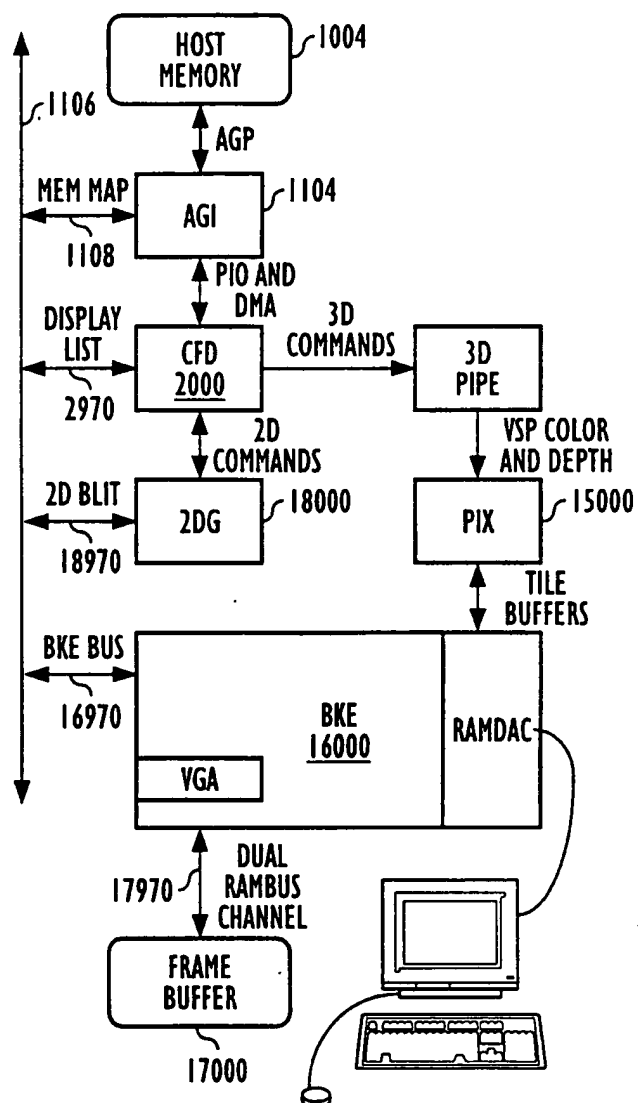 HOST
MEMORY
1004
1106
AGP
MEM MAP
1108
AGI
1104
PIO AND
DMA
DISPLAY
LIST
2970
CFD
2000
3D
COMMANDS
3D
PIPE
2D
COMMANDS
VSP COLOR
AND DEPTH
2D BLIT
18970
2DG
18000
PIX
15000
TILE
BUFFERS
BKE BUS
16970
BKE
16000
RAMDAC
VGA
17970
DUAL
RAMBUS
CHANNEL
FRAME
BUFFER
17000